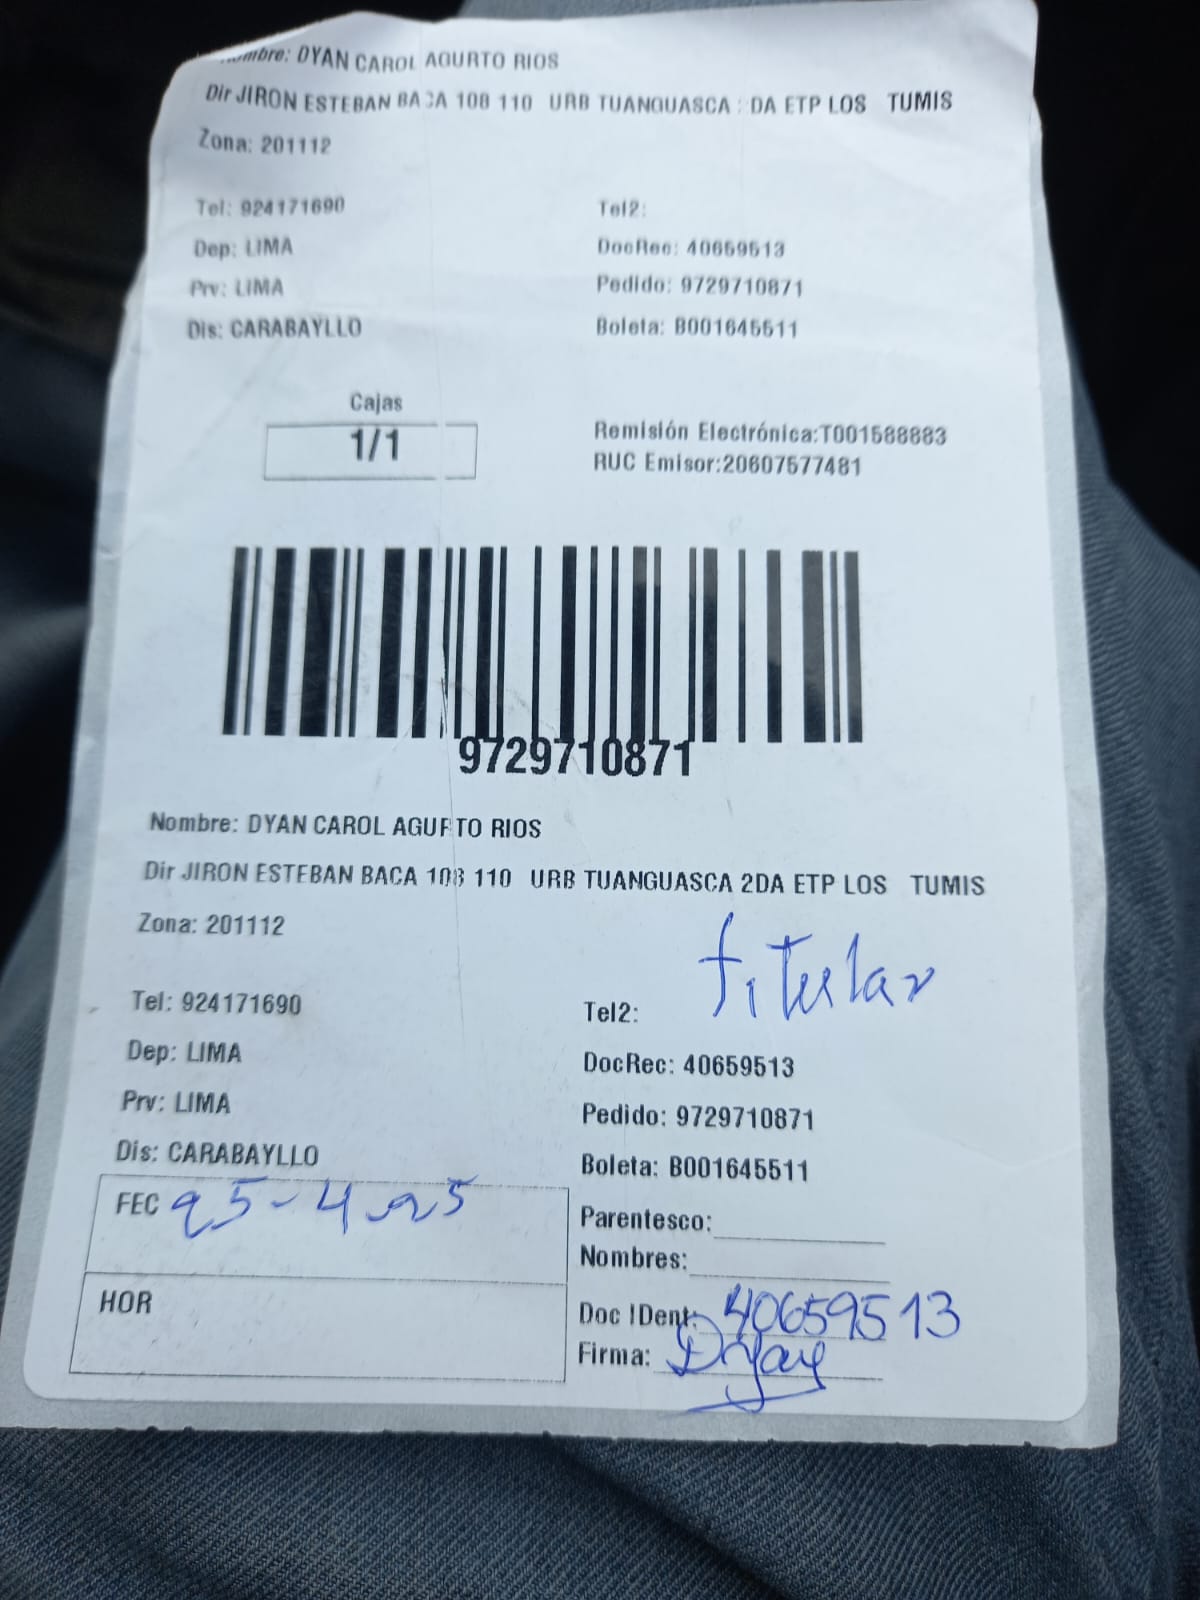 Nombre: DYAN CAROL AGURTO RIOS
Dir JIRON ESTEBAN BACA 108 110 URB TUANGUASCA 2DA ETP LOS TUMIS
Zona: 201112
Tel: 924171690 Tel2:
Dep: LIMA DocRec: 40659513
Prv: LIMA Pedido: 9729710871
Dis: CARABAYLLO Boleta: B001645511
Cajas
1/1
Remisión Electrónica:T001588883
RUC Emisor:20607577481
9729710871
Nombre: DYAN CAROL AGURTO RIOS
Dir JIRON ESTEBAN BACA 108 110 URB TUANGUASCA 2DA ETP LOS TUMIS
Zona: 201112
titular
Tel: 924171690 Tel2:
Dep: LIMA DocRec: 40659513
Prv: LIMA Pedido: 9729710871
Dis: CARABAYLLO Boleta: B001645511
FEC 25-4-25
Parentesco:
Nombres:
HOR
Doc IDent: 40659513
Firma: Dyan